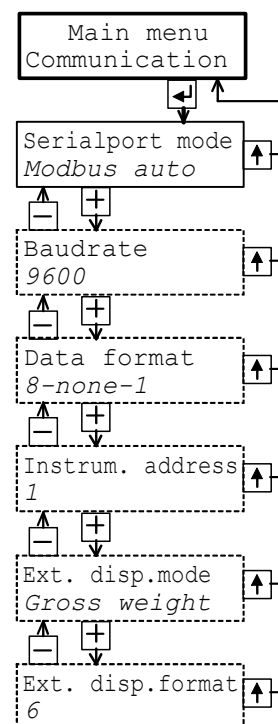 Main menu
Communication
Serialport mode
Modbus auto
Baudrate
9600
Data format
8-none-1
Instrum. address
1
Ext. disp.mode
Gross weight
Ext. disp.format
6